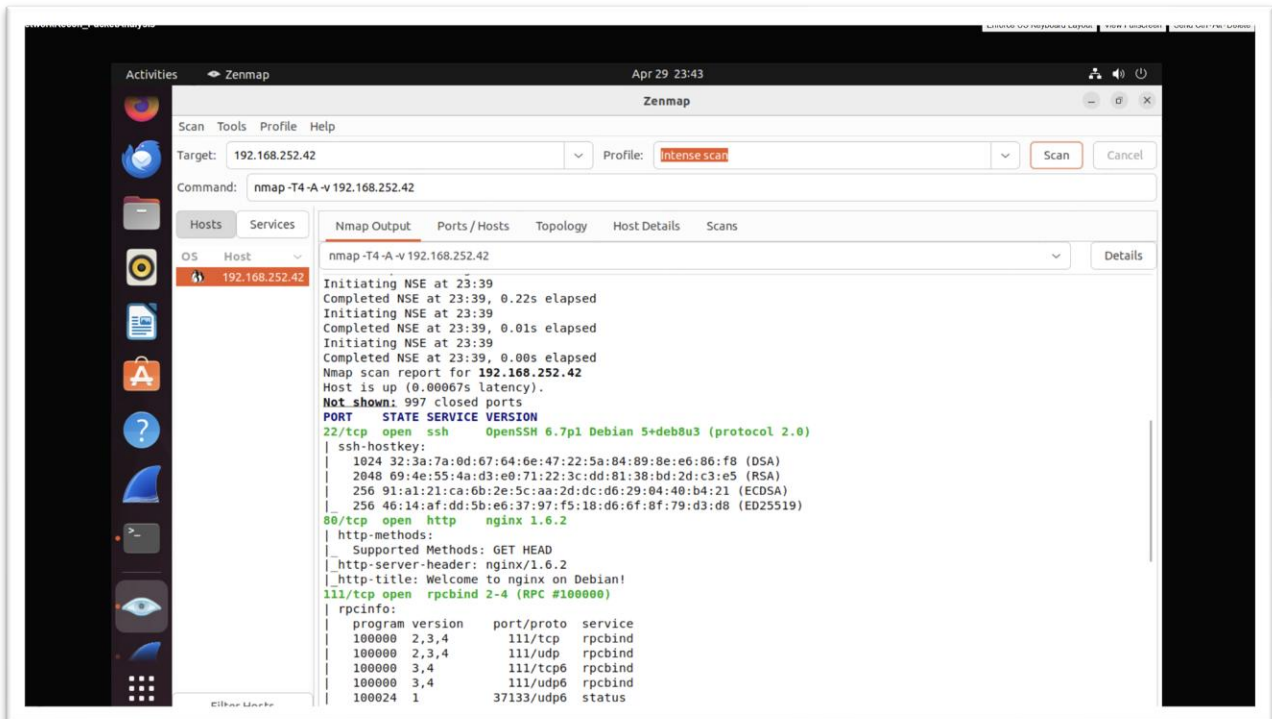 Activities Zenmap Apr 29 23:43
Zenmap
Scan Tools Profile Help
Target: 192.168.252.42 Profile: Intense scan Scan Cancel
Command: nmap -T4 -A -v 192.168.252.42
Hosts Services Nmap Output Ports / Hosts Topology Host Details Scans
OS Host nmap -T4 -A -v 192.168.252.42 Details
192.168.252.42
Initiating NSE at 23:39
Completed NSE at 23:39, 0.22s elapsed
Initiating NSE at 23:39
Completed NSE at 23:39, 0.01s elapsed
Initiating NSE at 23:39
Completed NSE at 23:39, 0.00s elapsed
Nmap scan report for 192.168.252.42
Host is up (0.00067s latency).
Not shown: 997 closed ports
PORT STATE SERVICE VERSION
22/tcp open ssh OpenSSH 6.7p1 Debian 5+deb8u3 (protocol 2.0)
| ssh-hostkey:
| 1024 32:3a:7a:0d:67:64:6e:47:22:5a:84:89:8e:e6:86:f8 (DSA)
| 2048 69:4e:55:4a:d3:e0:71:22:3c:dd:81:38:bd:2d:c3:e5 (RSA)
| 256 91:a1:21:ca:6b:2e:5c:aa:2d:dc:d6:29:04:40:b4:21 (ECDSA)
|_ 256 46:14:af:dd:5b:e6:37:97:f5:18:d6:6f:8f:79:d3:d8 (ED25519)
80/tcp open http nginx 1.6.2
| http-methods:
|_ Supported Methods: GET HEAD
|_http-server-header: nginx/1.6.2
|_http-title: Welcome to nginx on Debian!
111/tcp open rpcbind 2-4 (RPC #100000)
| rpcinfo:
| program version port/proto service
| 100000 2,3,4 111/tcp rpcbind
| 100000 2,3,4 111/udp rpcbind
| 100000 3,4 111/tcp6 rpcbind
| 100000 3,4 111/udp6 rpcbind
| 100024 1 37133/udp6 status
Filter Hosts